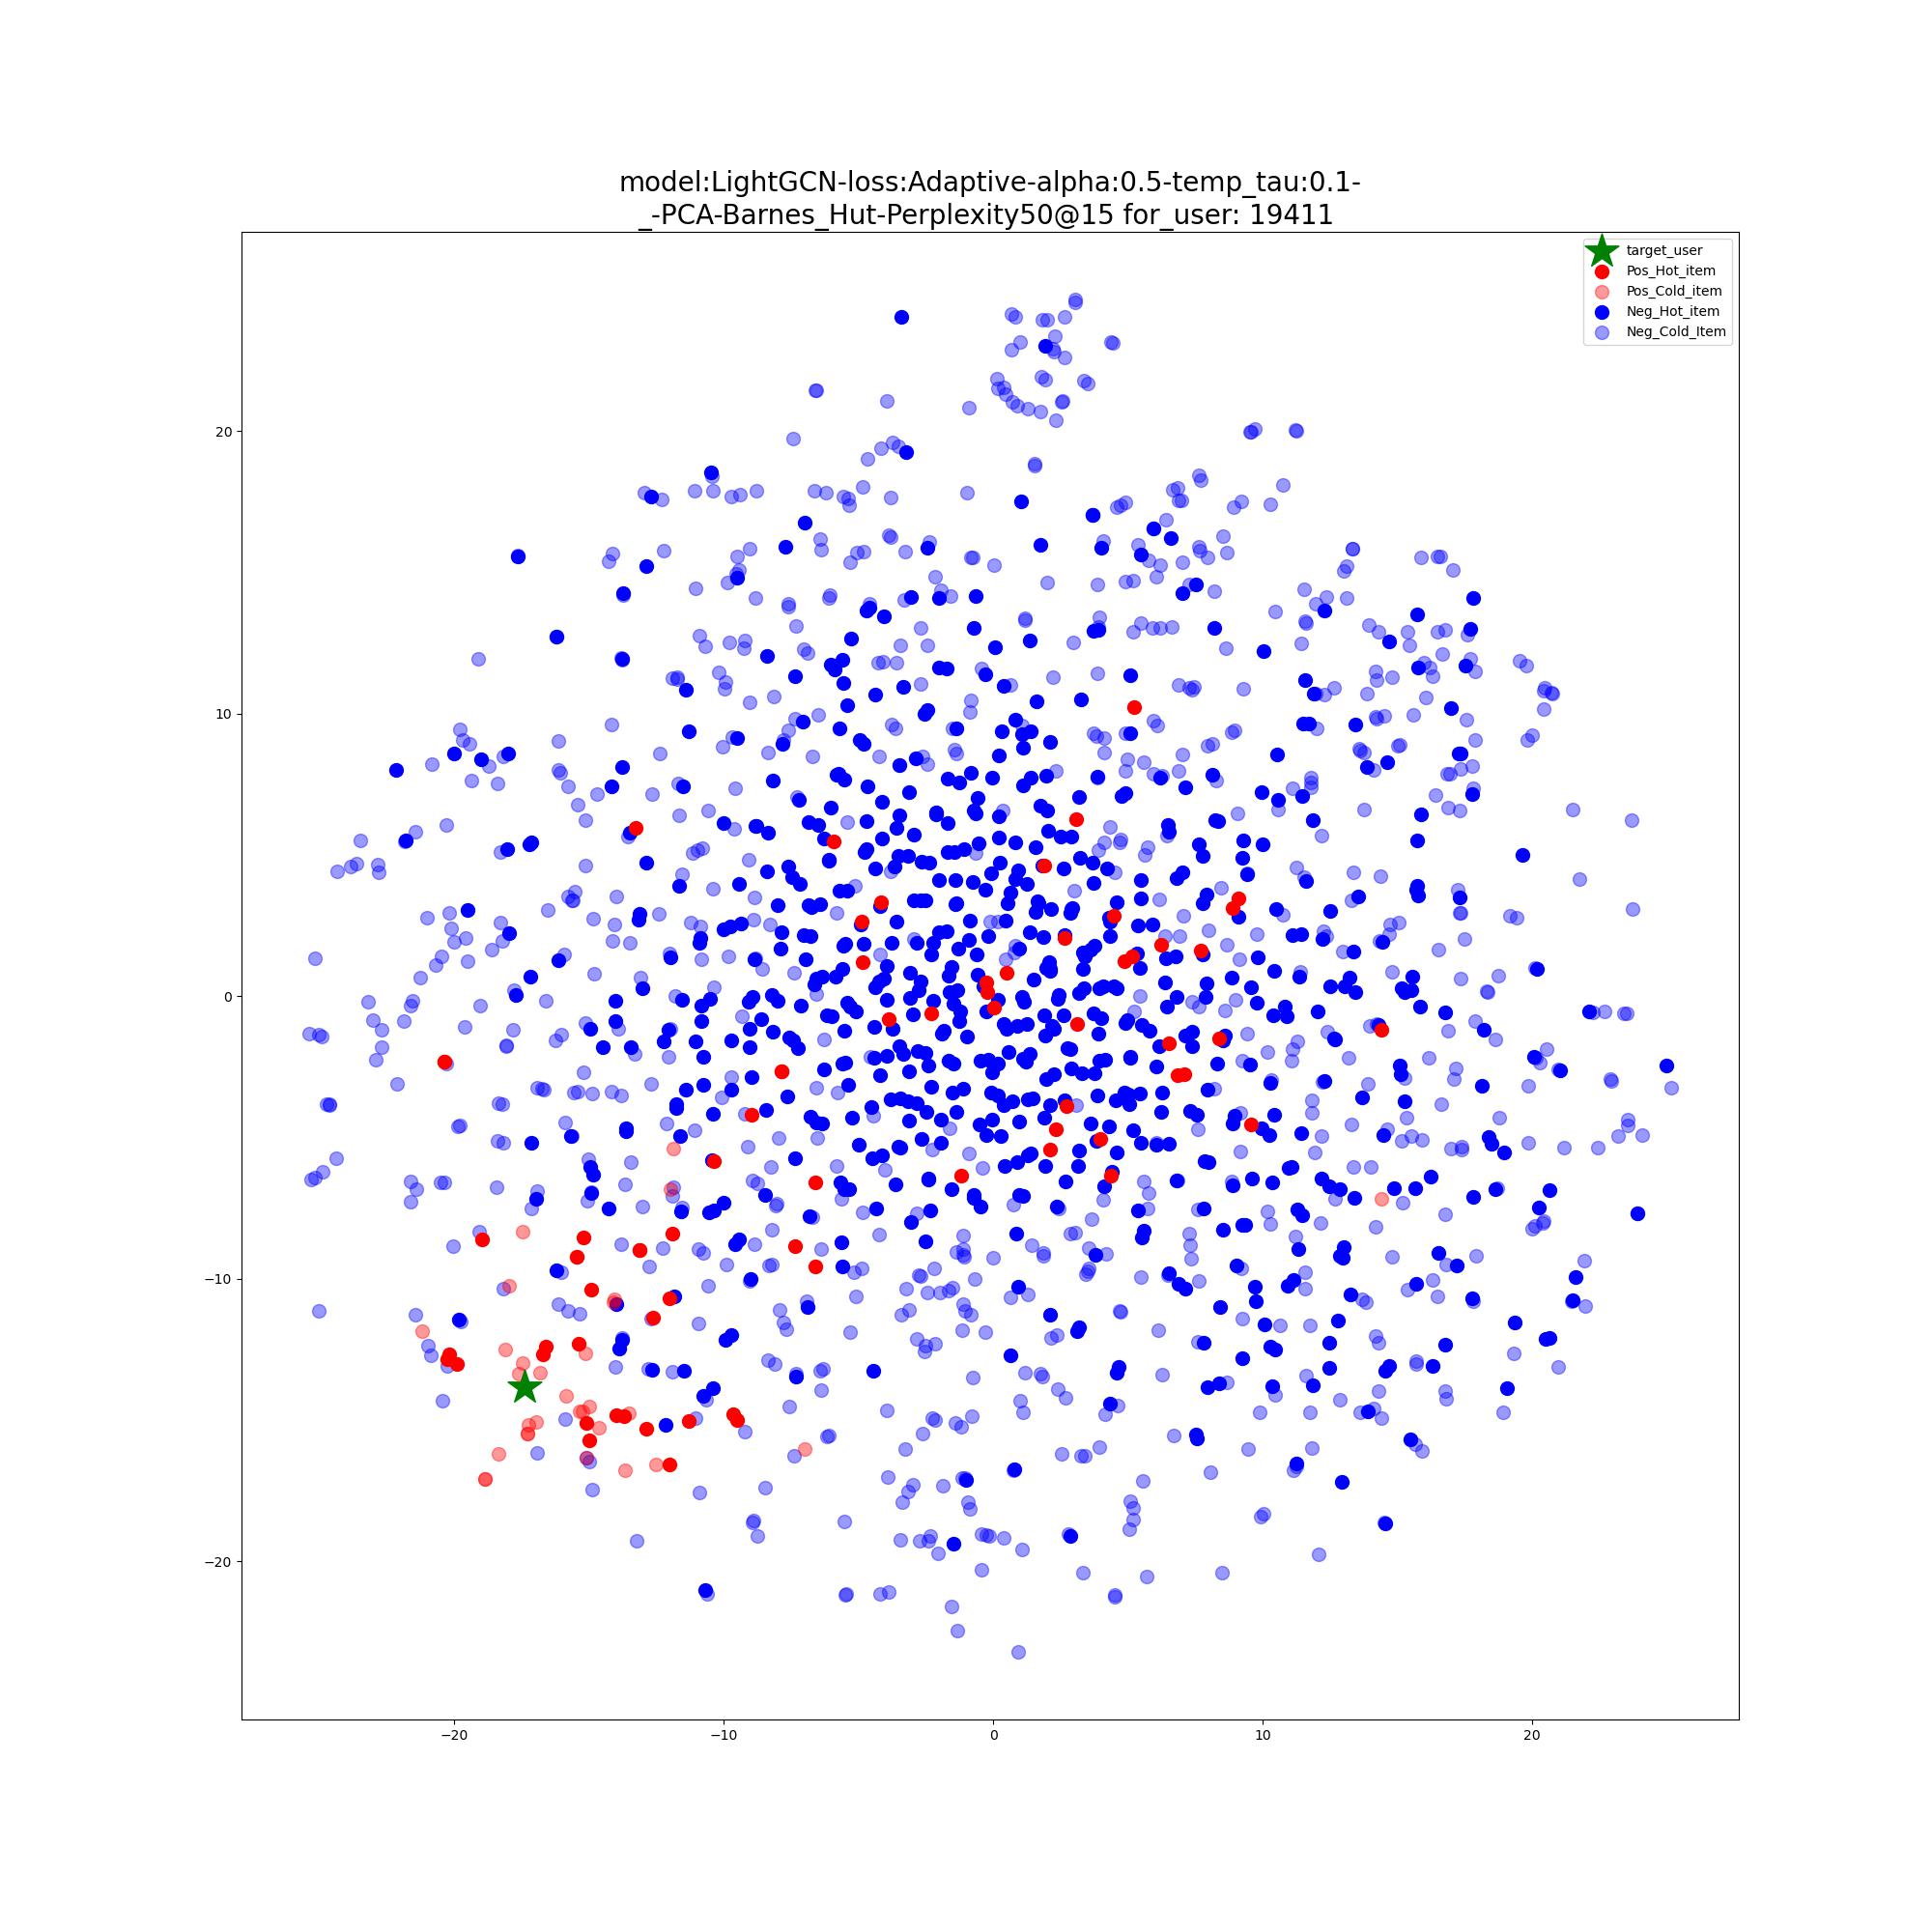 model:LightGCN-loss:Adaptive-alpha:0.5-temp_tau:0.1-
_-PCA-Barnes_Hut-Perplexity50@15 for_user: 19411
target_user
Pos_Hot_item
Pos_Cold_item
Neg_Hot_item
Neg_Cold_Item
20
10
0
−10
−20
−20
−10
0
10
20